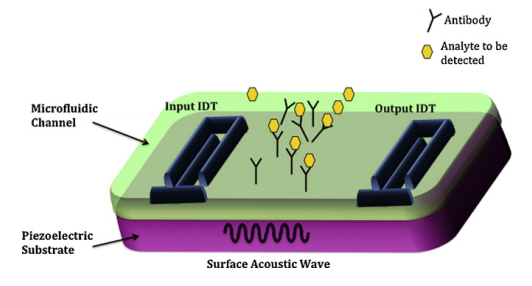 Antibody
Analyte to be
detected
Input IDT
Output IDT
Microfluidic
Channel
Piezoelectric
Substrate
Surface Acoustic Wave